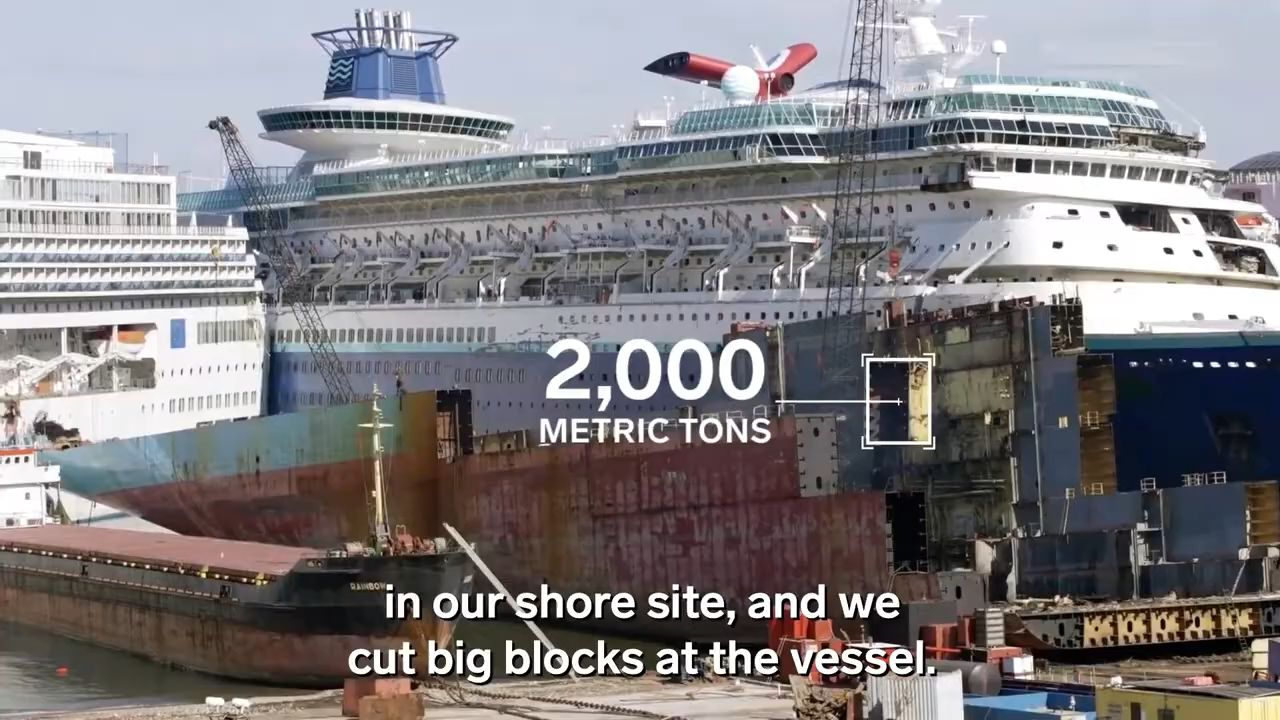 2,000
METRIC TONS
RAINBOW
in our shore site, and we
cut big blocks at the vessel.